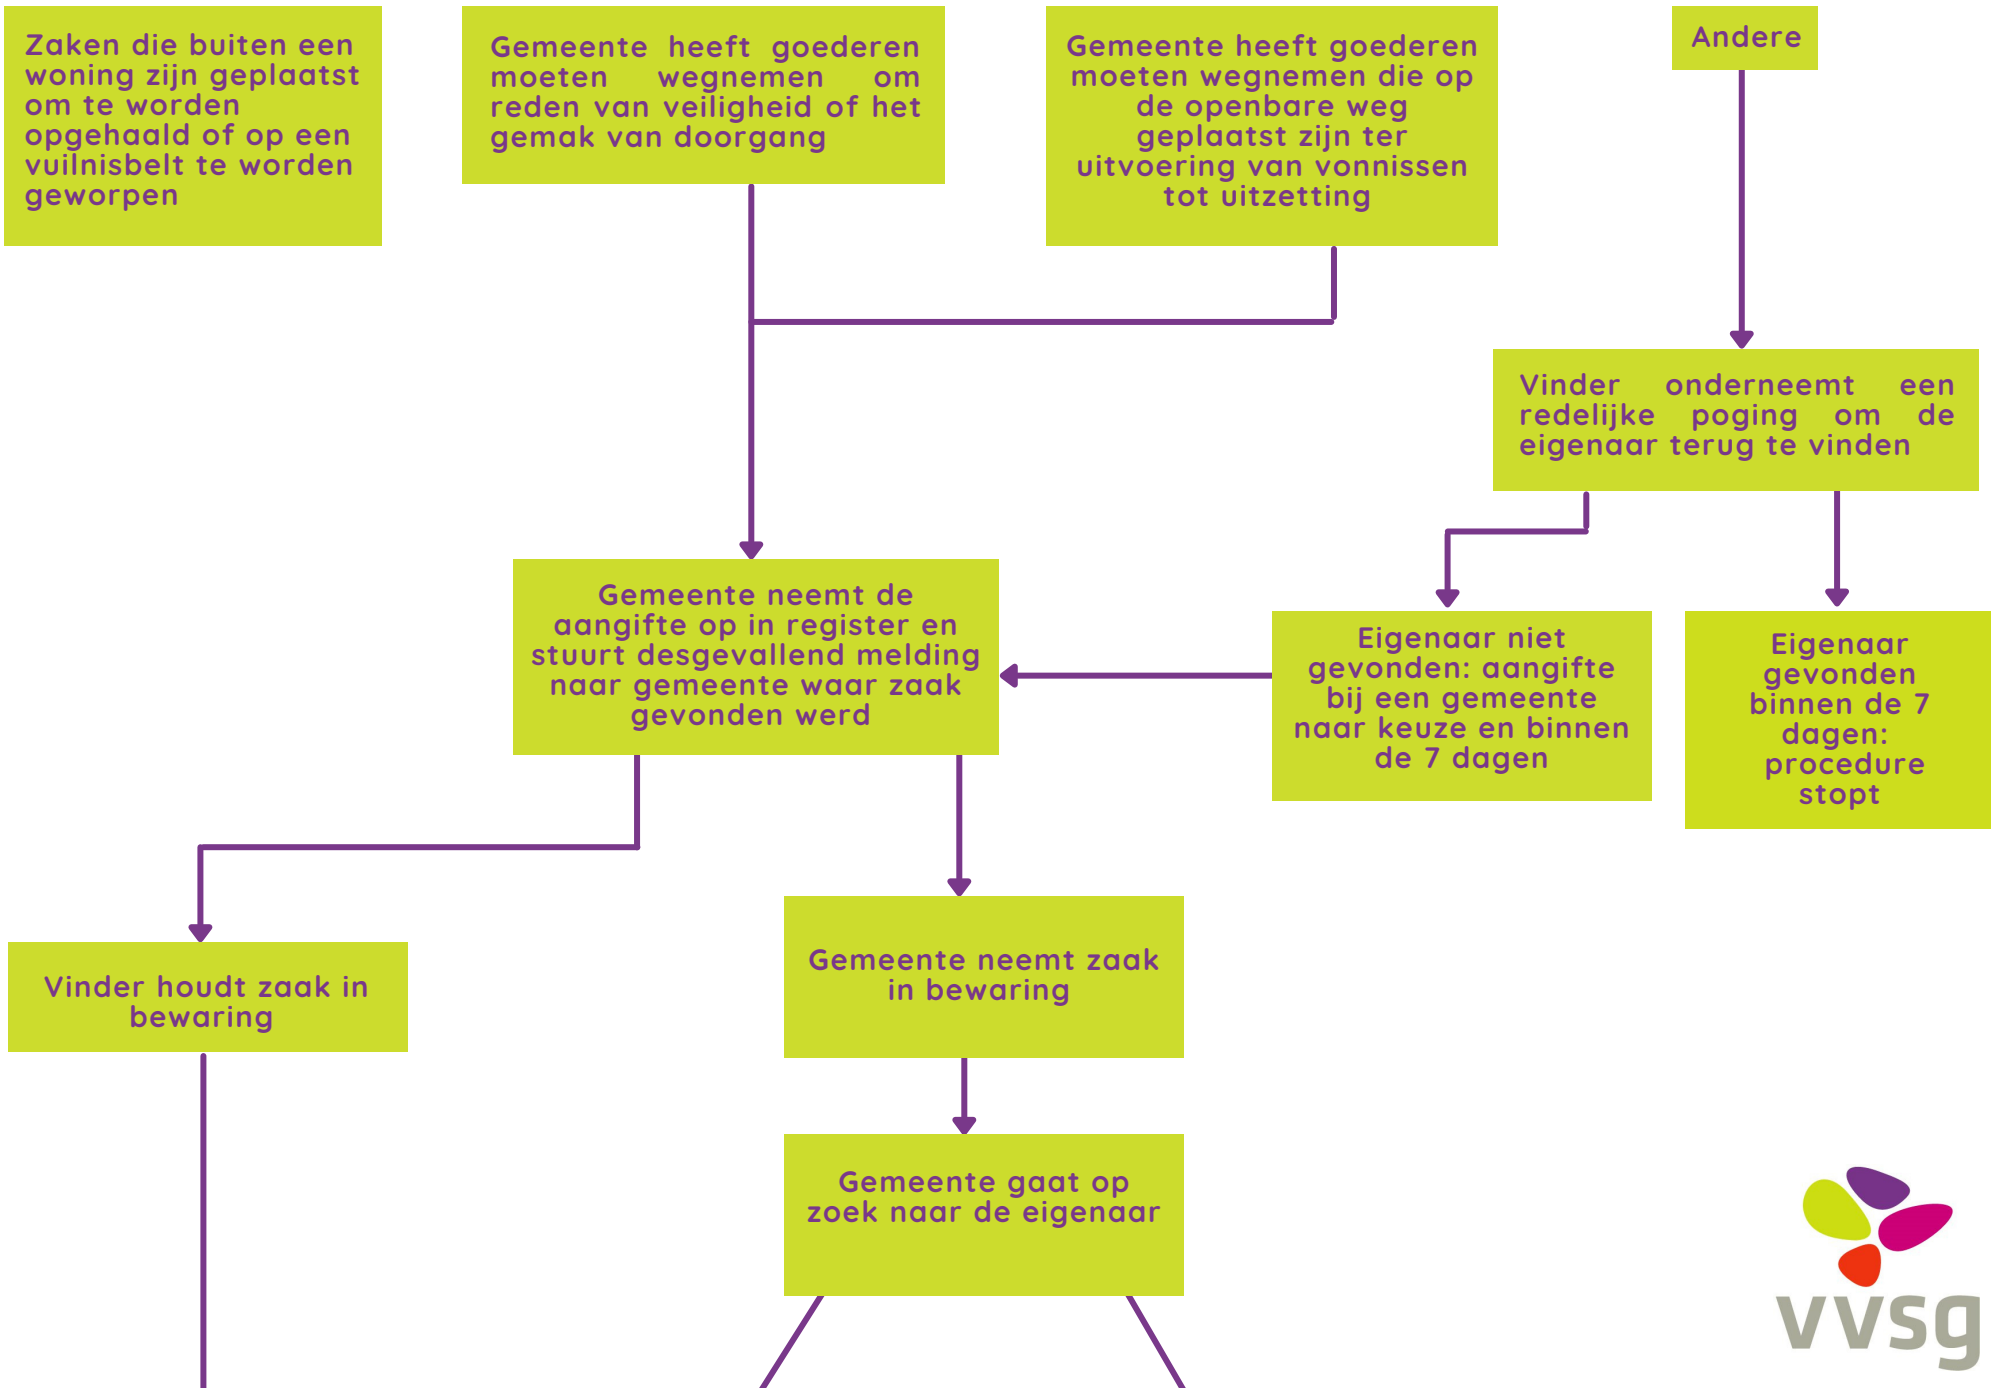 Zaken die buiten een
woning zijn geplaatst
om te worden
opgehaald of op een
vuilnisbelt te worden
geworpen
Gemeente heeft goederen
moeten wegnemen om
reden van veiligheid of het
gemak van doorgang
Gemeente heeft goederen
moeten wegnemen die op
de openbare weg
geplaatst zijn ter
uitvoering van vonnissen
tot uitzetting
Andere
Vinder onderneemt een
redelijke poging om de
eigenaar terug te vinden
Gemeente neemt de
aangifte op in register en
stuurt desgevallend melding
naar gemeente waar zaak
gevonden werd
Eigenaar niet
gevonden: aangifte
bij een gemeente
naar keuze en binnen
de 7 dagen
Eigenaar
gevonden
binnen de 7
dagen:
procedure
stopt
Vinder houdt zaak in
bewaring
Gemeente neemt zaak
in bewaring
Gemeente gaat op
zoek naar de eigenaar
vvsg